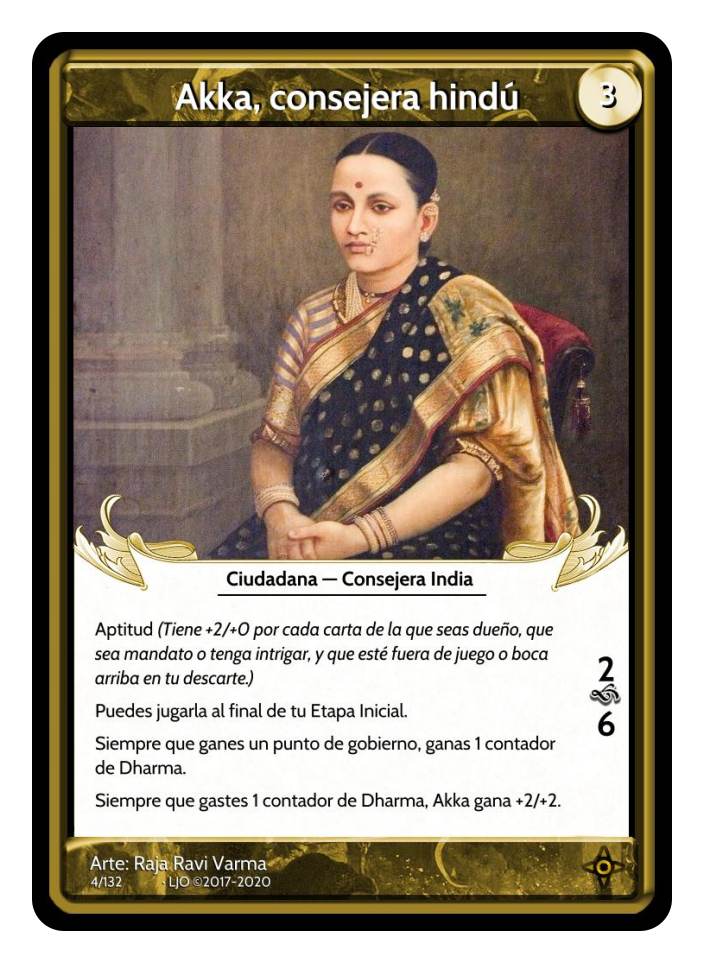 Akka, consejera hindú
3
Ciudadana — Consejera India
Aptitud (Tiene +2/+0 por cada carta de la que seas dueño, que
sea mandato o tenga intrigar, y que esté fuera de juego o boca
arriba en tu descarte.)
Puedes jugarla al final de tu Etapa Inicial.
Siempre que ganes un punto de gobierno, ganas 1 contador
de Dharma.
Siempre que gastes 1 contador de Dharma, Akka gana +2/+2.
2
6
Arte: Raja Ravi Varma
4/132 · LJO ©2017-2020